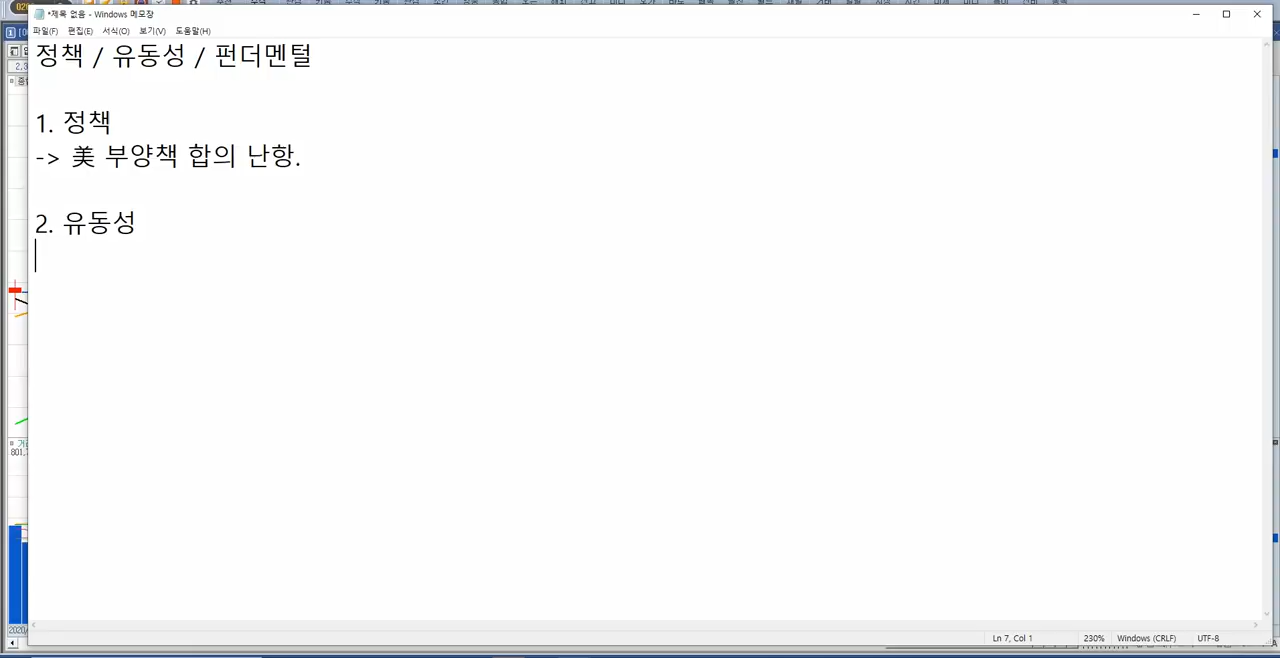 *제목 없음 - Windows 메모장
파일(F) 편집(E) 서식(O) 보기(V) 도움말(H)
정책 / 유동성 / 펀더멘털
1. 정책
-> 美 부양책 합의 난항.
2. 유동성
Ln 7, Col 1 230% Windows (CRLF) UTF-8